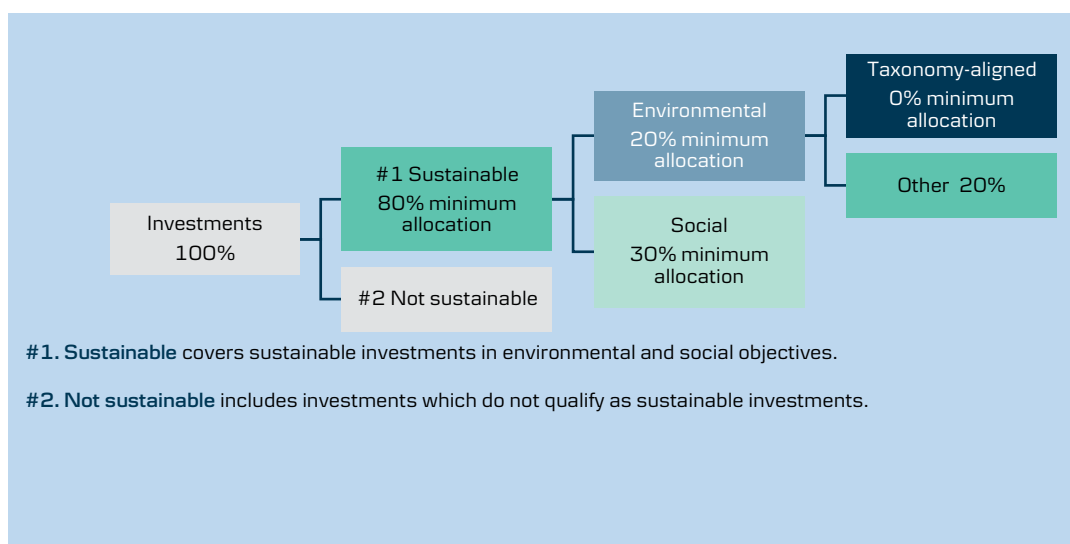 Investments
100%
#1 Sustainable
80% minimum
allocation
#2 Not sustainable
Environmental
20% minimum
allocation
Social
30% minimum
allocation
Taxonomy-aligned
0% minimum
allocation
Other 20%
#1. Sustainable covers sustainable investments in environmental and social objectives.
#2. Not sustainable includes investments which do not qualify as sustainable investments.